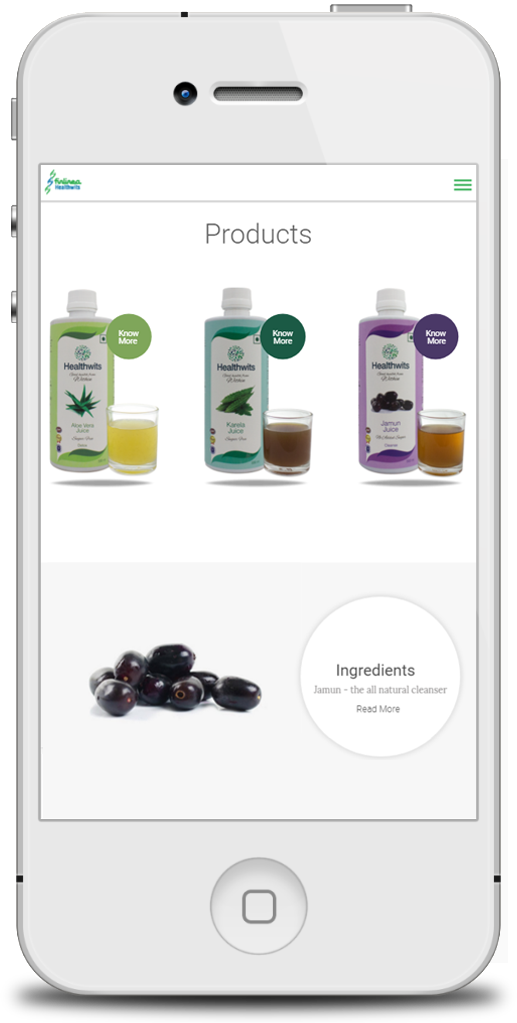 Healthwits
Products
Know
More
Healthwits
Aloe Vera
Juice
Know
More
Healthwits
Karela
Juice
Know
More
Healthwits
Jamun
Juice
Ingredients
Jamun - the all natural cleanser
Read More